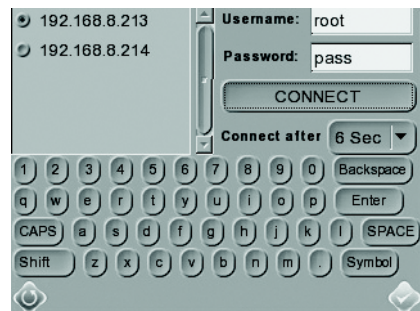 192.168.8.213
192.168.8.214
Username: root
Password: pass
CONNECT
Connect after 6 Sec
1 2 3 4 5 6 7 8 9 0 Backspace
q w e r t y u i o p Enter
CAPS a s d f g h j k l SPACE
Shift z x c v b n m . Symbol